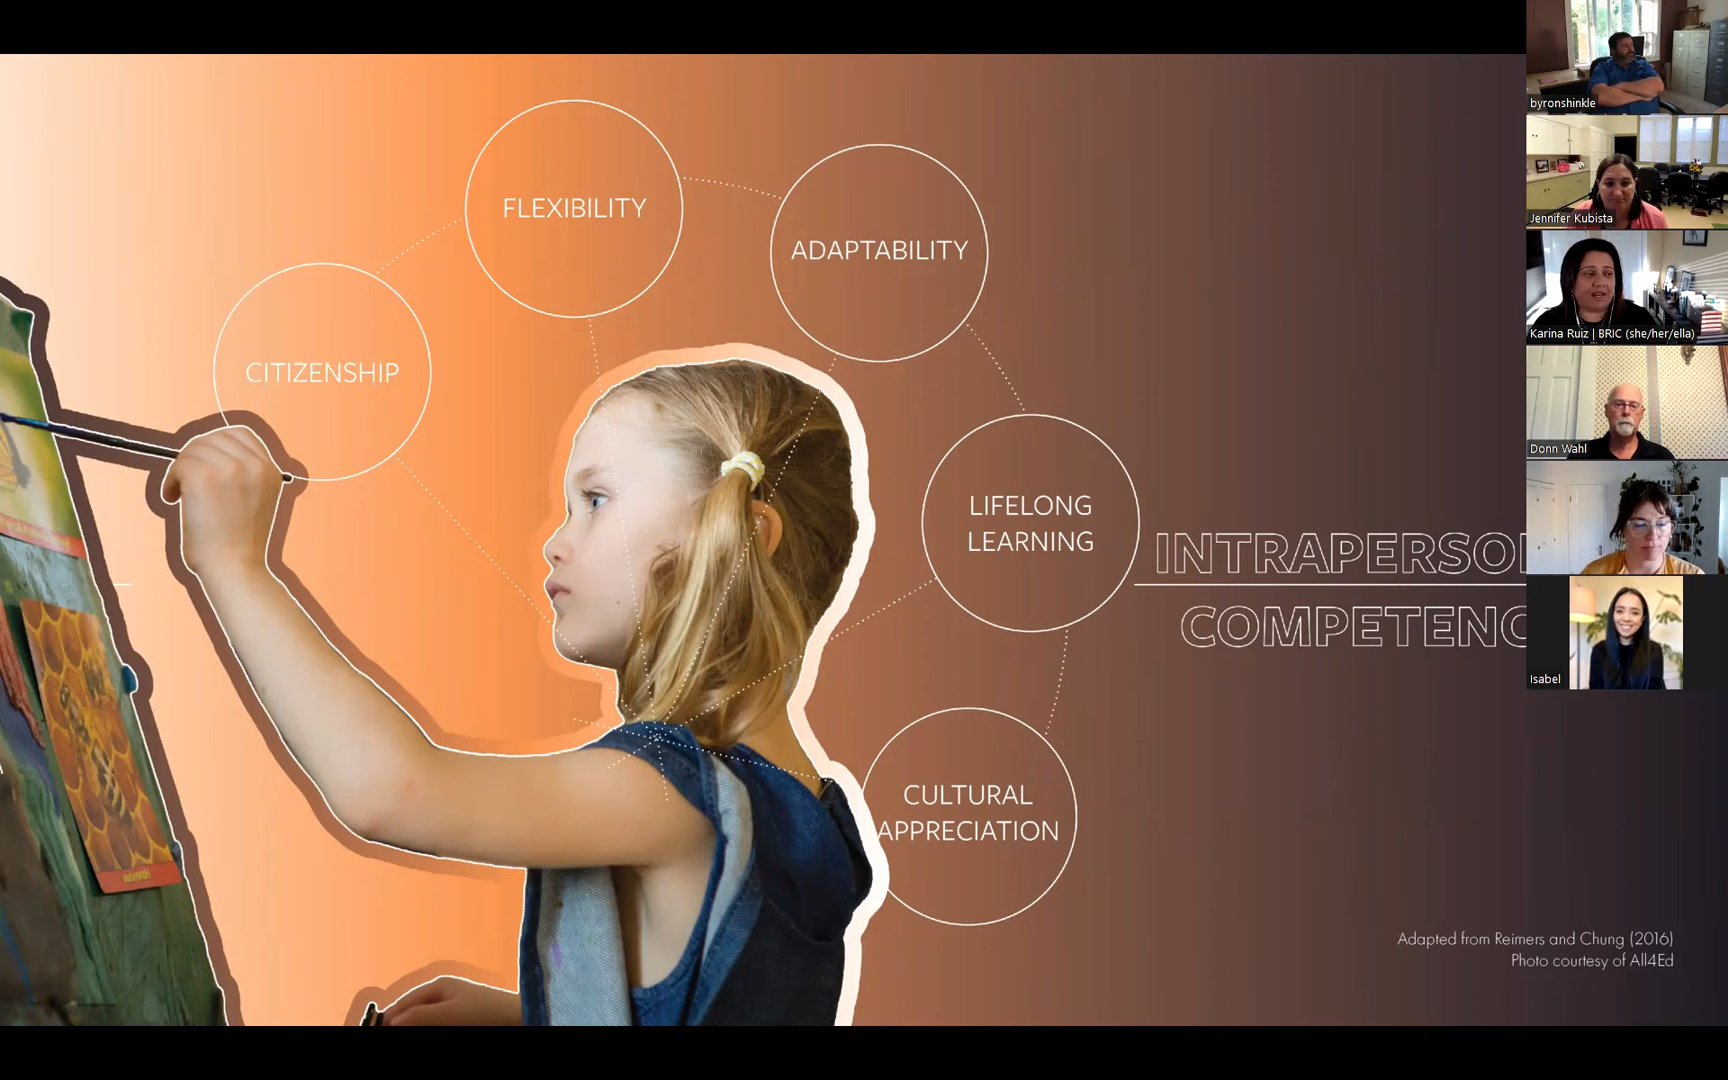 FLEXIBILITY
ADAPTABILITY
CITIZENSHIP
LIFELONG
LEARNING
INTRAPERSO
COMPETENC
CULTURAL
APPRECIATION
Adapted from Reimers and Chung (2016)
Photo courtesy of All4Ed
byronshinkle
Jennifer Kubista
Karina Ruiz | BRIC (she/her/ella)
Donn Wahl
Isabel